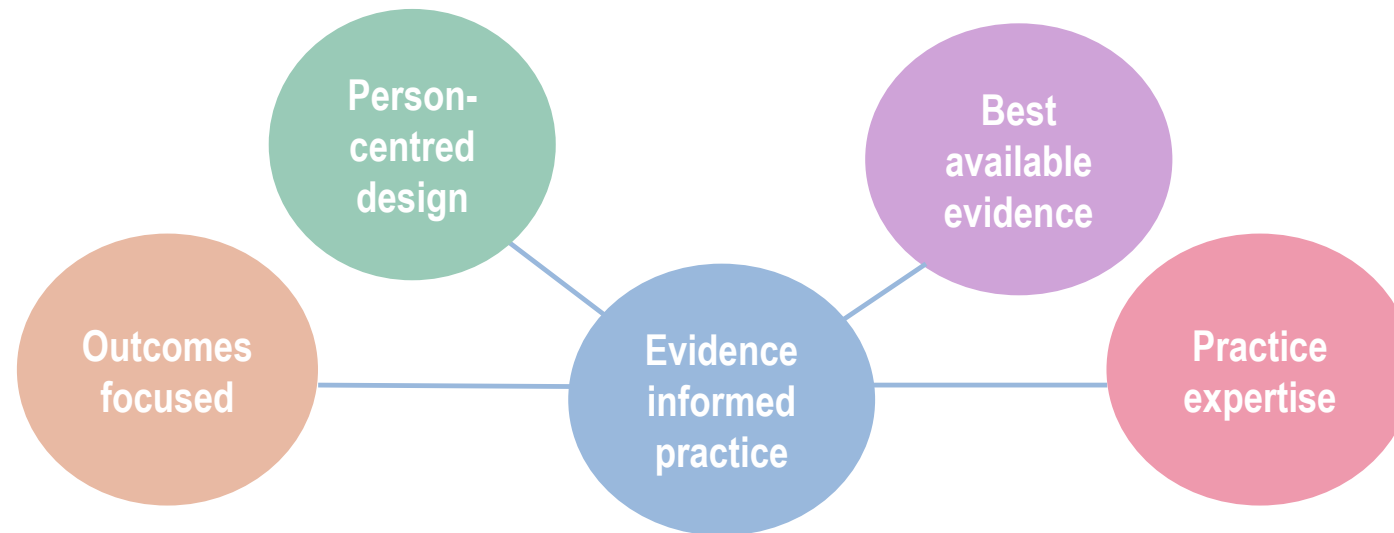 Person-
centred
design
Best
available
evidence
Outcomes
focused
Evidence
informed
practice
Practice
expertise